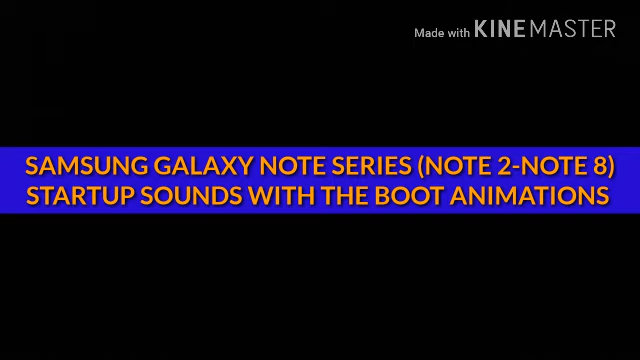 Made with KINEMASTER
SAMSUNG GALAXY NOTE SERIES (NOTE 2-NOTE 8)
STARTUP SOUNDS WITH THE BOOT ANIMATIONS